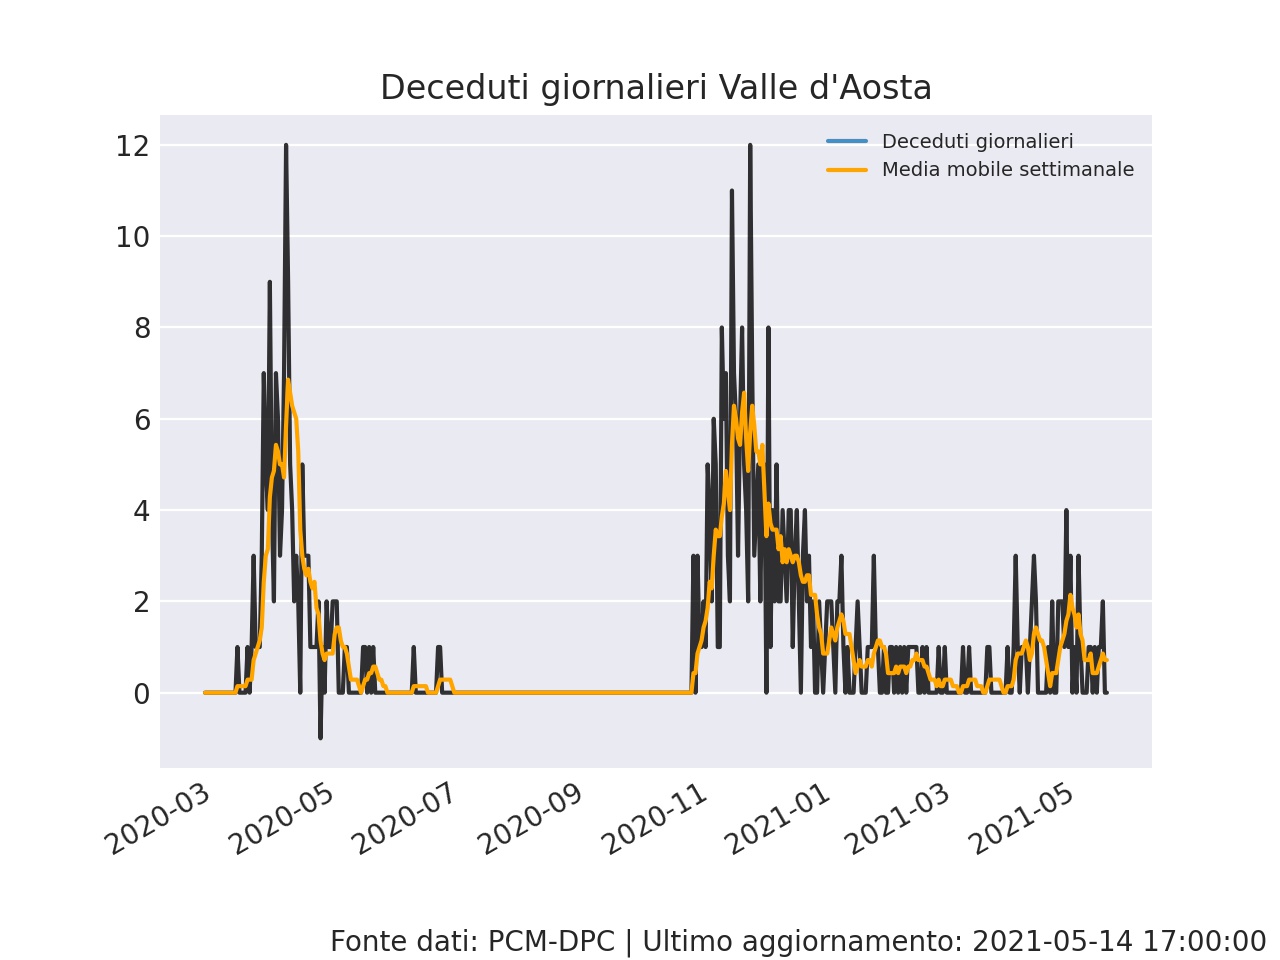 Deceduti giornalieri Valle d'Aosta
Deceduti giornalieri
Media mobile settimanale
12
10
8
6
4
2
0
2020-03 2020-05 2020-07 2020-09 2020-11 2021-01 2021-03 2021-05
Fonte dati: PCM-DPC | Ultimo aggiornamento: 2021-05-14 17:00:00